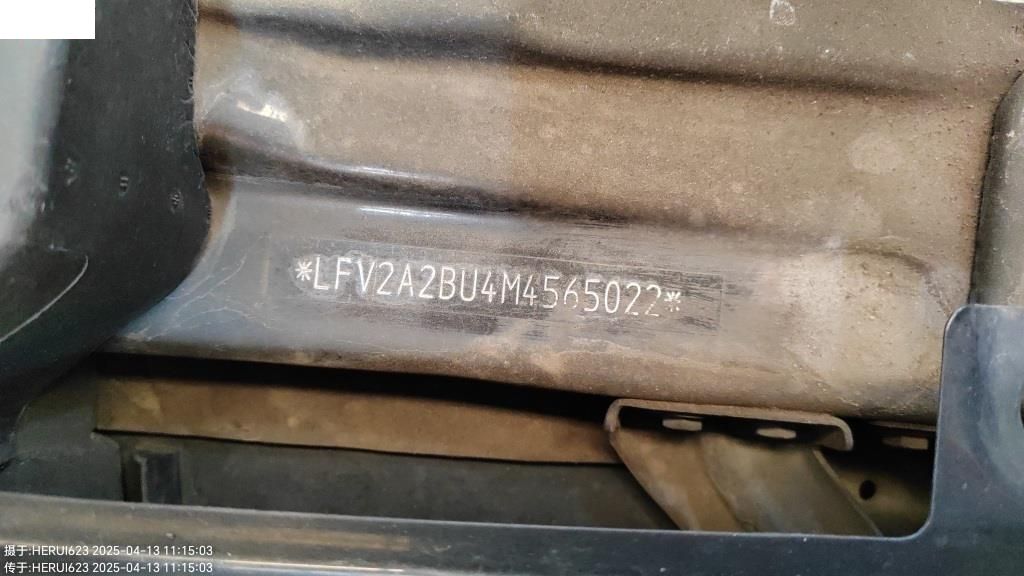 *LFV2A2BU4M4565022*
摄于:HERUI623 2025-04-13 11:15:03
传于:HERUI623 2025-04-13 11:15:03